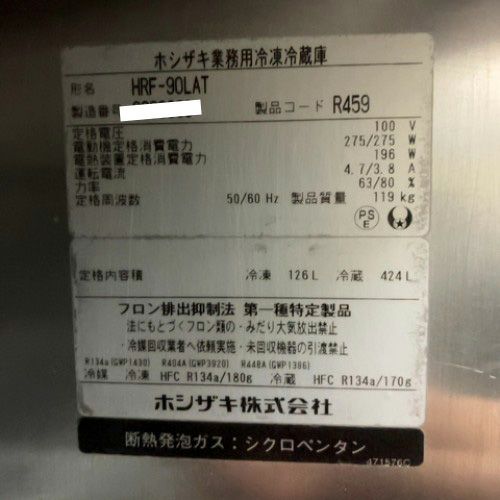 ホシザキ業務用冷凍冷蔵庫
形名 HRF-90LAT
製造番号 製品コード R459
定格電圧 100 V
電動機定格消費電力 275/275 W
電熱装置定格消費電力 196 W
運転電流 4.7/3.8 A
力率 63/80 %
定格周波数 50/60 Hz 製品質量 119 kg
PS
E
定格内容積 冷凍 126L 冷蔵 424L
フロン排出抑制法 第一種特定製品
法にもとづくフロン類の・みだり大気放出禁止
・冷媒回収業者へ依頼実施・未回収機器の引渡禁止
R134a(GWP1430) R404A(GWP3920) R448A(GWP1386)
冷媒 冷凍 HFC R134a/180g 冷蔵 HFC R134a/170g
ホシザキ株式会社
断熱発泡ガス：シクロペンタン
471576C